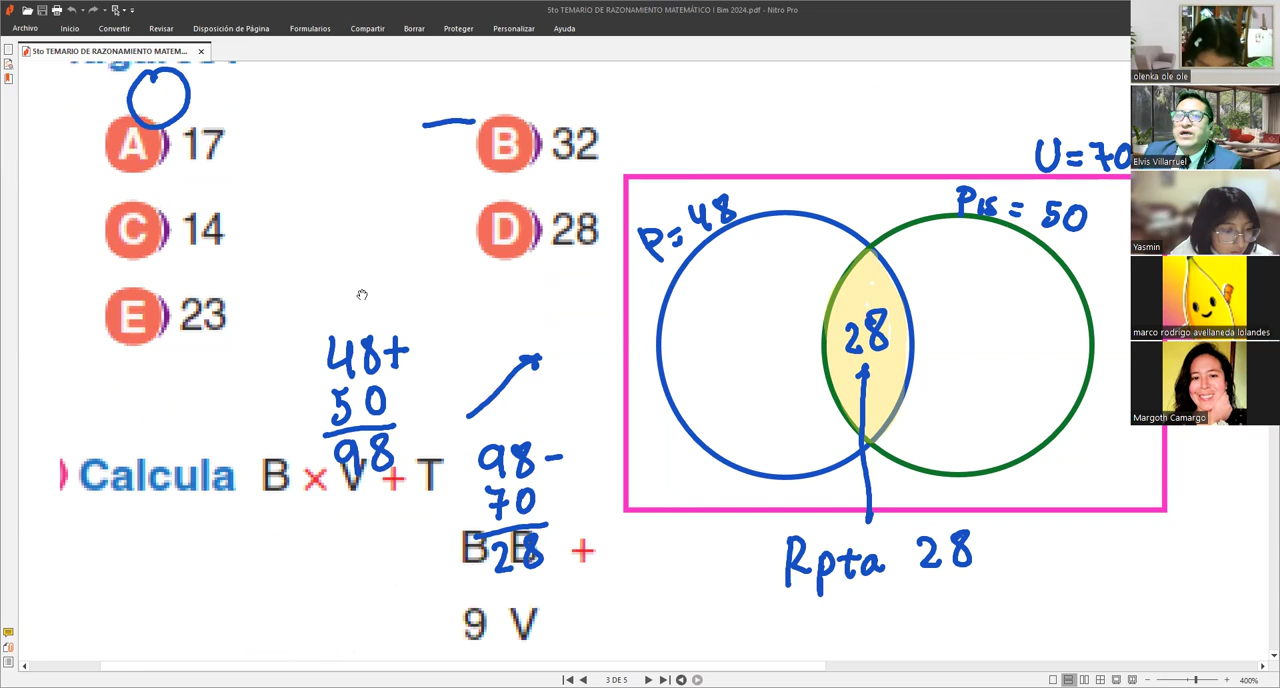 5to TEMARIO DE RAZONAMIENTO MATEMÁTICO I Bim 2024.pdf - Nitro Pro
Archivo Inicio Convertir Revisar Disposición de Página Formularios Compartir Borrar Proteger Personalizar Ayuda
5to TEMARIO DE RAZONAMIENTO MATEM... ×
A) 17
B) 32
C) 14
D) 28
E) 23
48+
50
98
98-
70
28
) Calcula B × V + T
B B +
9 V
U=70
P=48
Pis = 50
28
Rpta 28
olenka ole ole
Elvis Villarruel
Yasmin
marco rodrigo avellaneda lolandes
Margoth Camargo
3 DE 5
400%